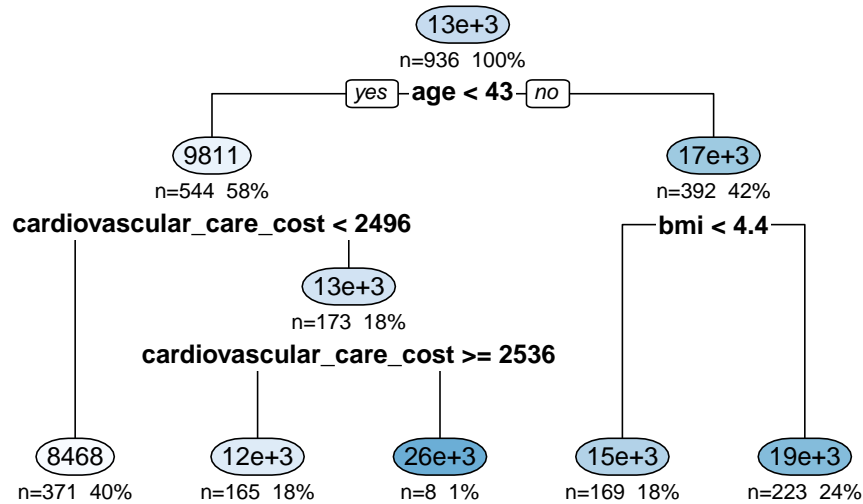 13e+3
n=936 100%
yes age < 43 no
9811 17e+3
n=544 58% n=392 42%
cardiovascular_care_cost < 2496 bmi < 4.4
13e+3
n=173 18%
cardiovascular_care_cost >= 2536
8468 12e+3 26e+3 15e+3 19e+3
n=371 40% n=165 18% n=8 1% n=169 18% n=223 24%